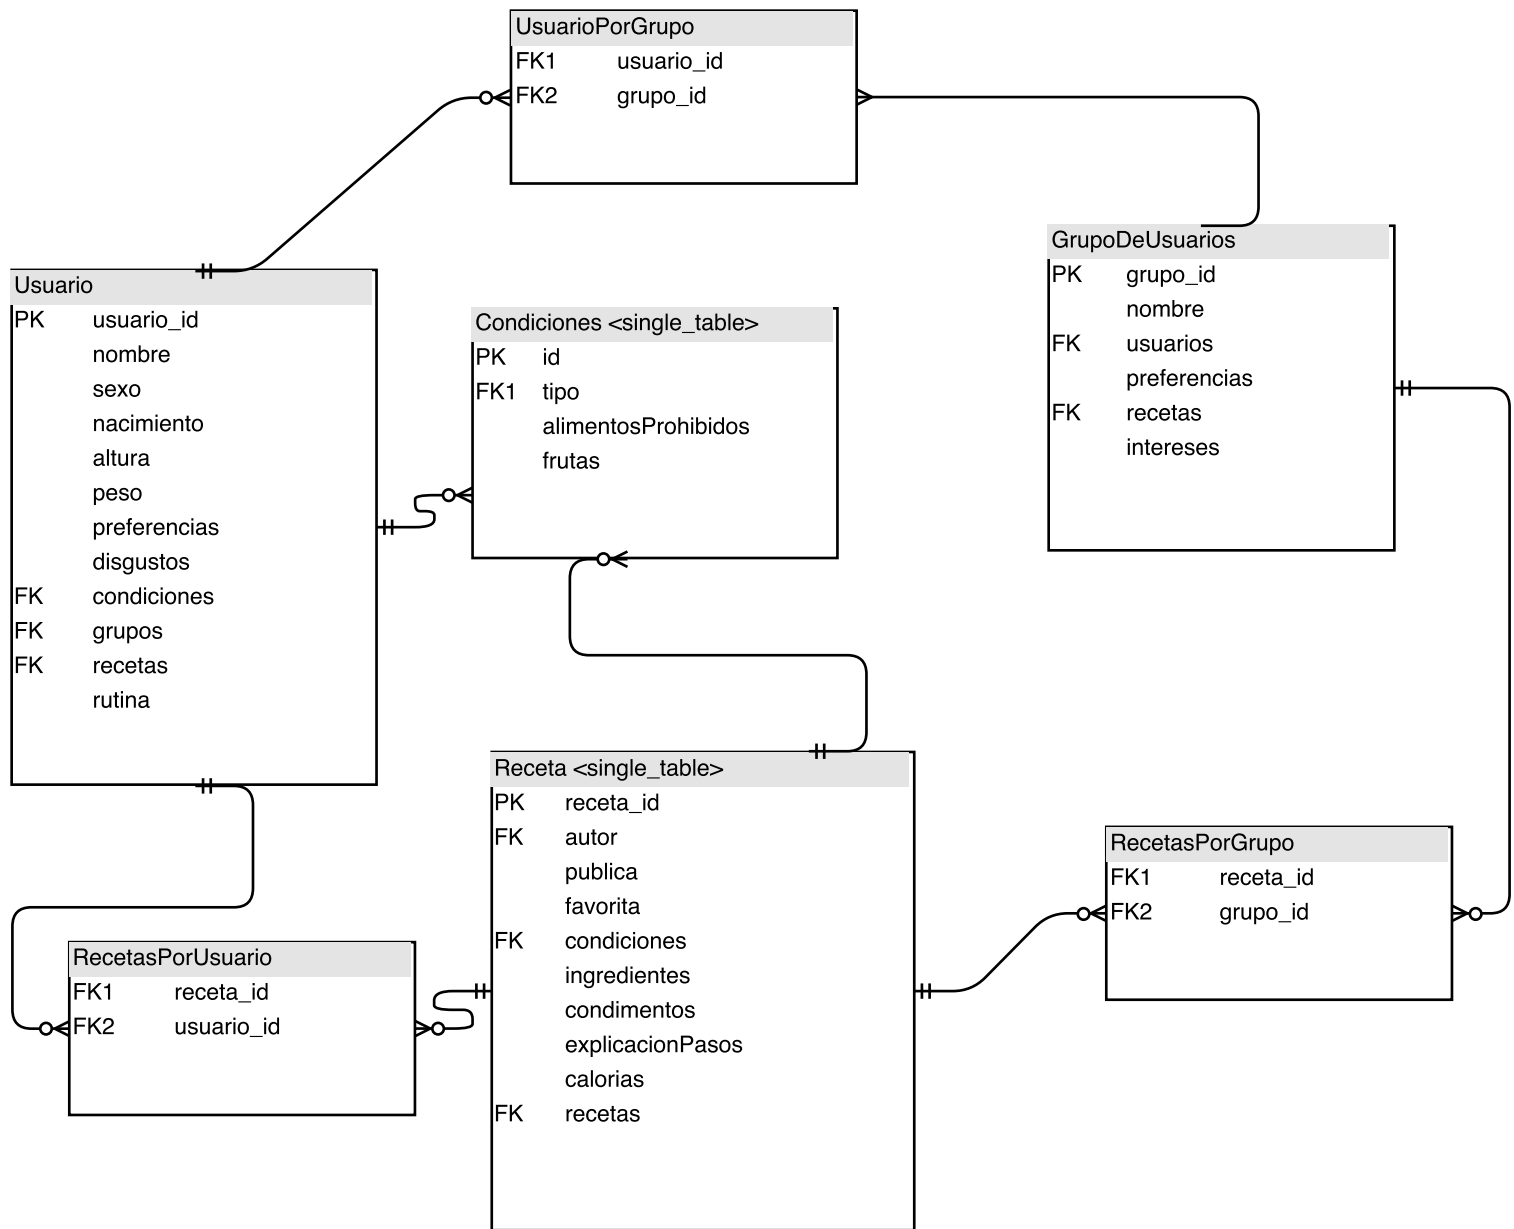 UsuarioPorGrupo
FK1 usuario_id
FK2 grupo_id
GrupoDeUsuarios
PK grupo_id
nombre
FK usuarios
preferencias
FK recetas
intereses
Usuario
PK usuario_id
nombre
sexo
nacimiento
altura
peso
preferencias
disgustos
FK condiciones
FK grupos
FK recetas
rutina
Condiciones <single_table>
PK id
FK1 tipo
alimentosProhibidos
frutas
Receta <single_table>
PK receta_id
FK autor
publica
favorita
FK condiciones
ingredientes
condimentos
explicacionPasos
calorias
FK recetas
RecetasPorGrupo
FK1 receta_id
FK2 grupo_id
RecetasPorUsuario
FK1 receta_id
FK2 usuario_id